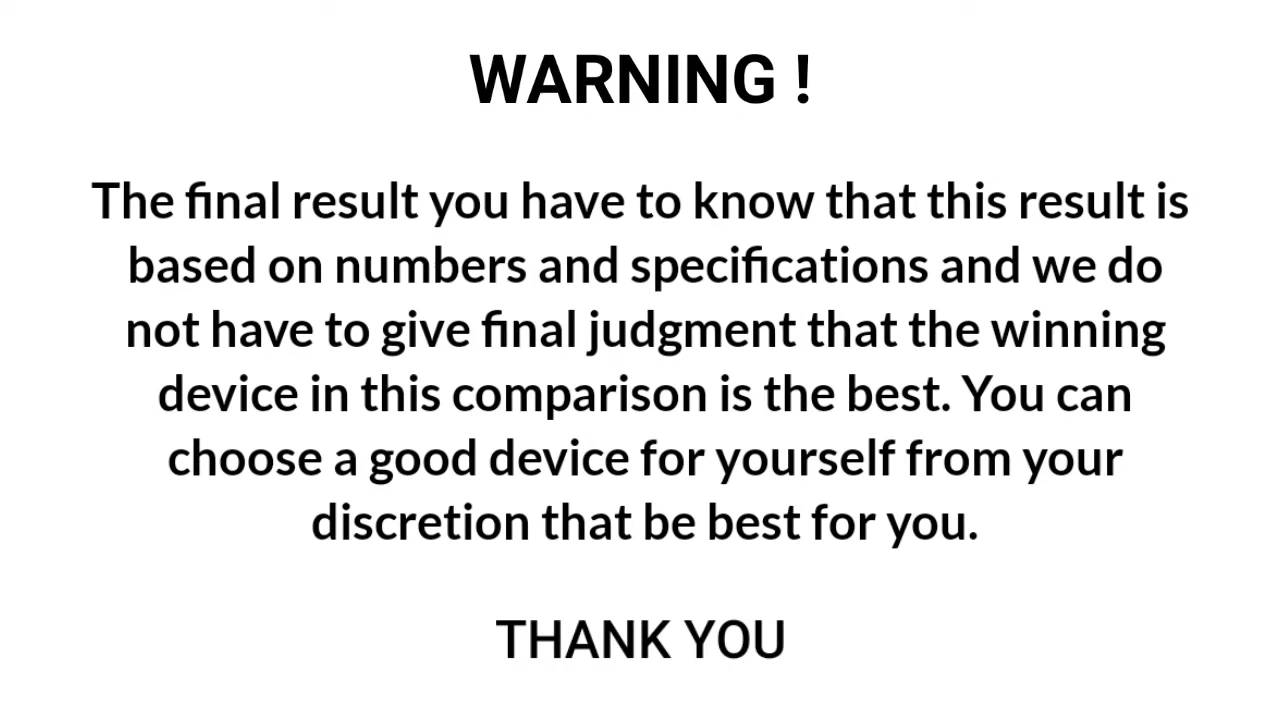 WARNING !
The final result you have to know that this result is
based on numbers and specifications and we do
not have to give final judgment that the winning
device in this comparison is the best. You can
choose a good device for yourself from your
discretion that be best for you.
THANK YOU